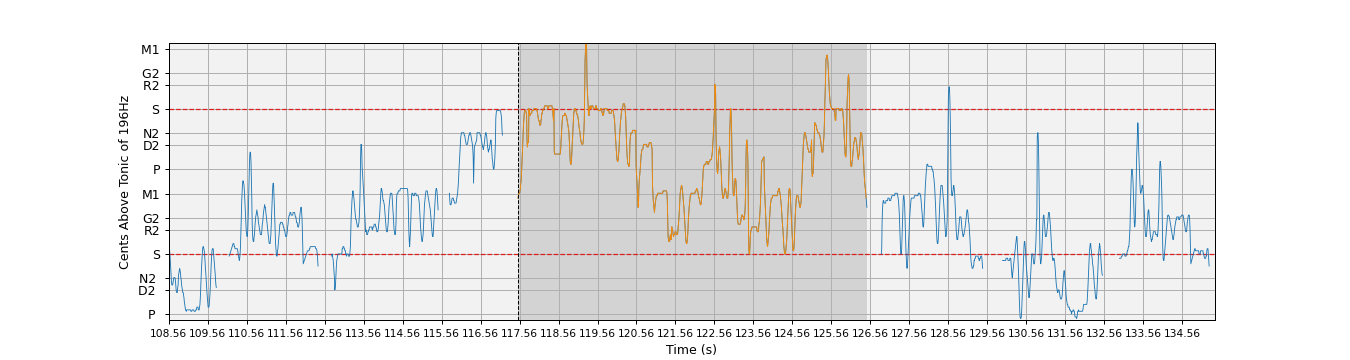 M1
G2
R2
S
N2
D2
P
M1
G2
R2
S
N2
D2
P
Cents Above Tonic of 196Hz
108.56 109.56 110.56 111.56 112.56 113.56 114.56 115.56 116.56 117.56 118.56 119.56 120.56 121.56 122.56 123.56 124.56 125.56 126.56 127.56 128.56 129.56 130.56 131.56 132.56 133.56 134.56
Time (s)